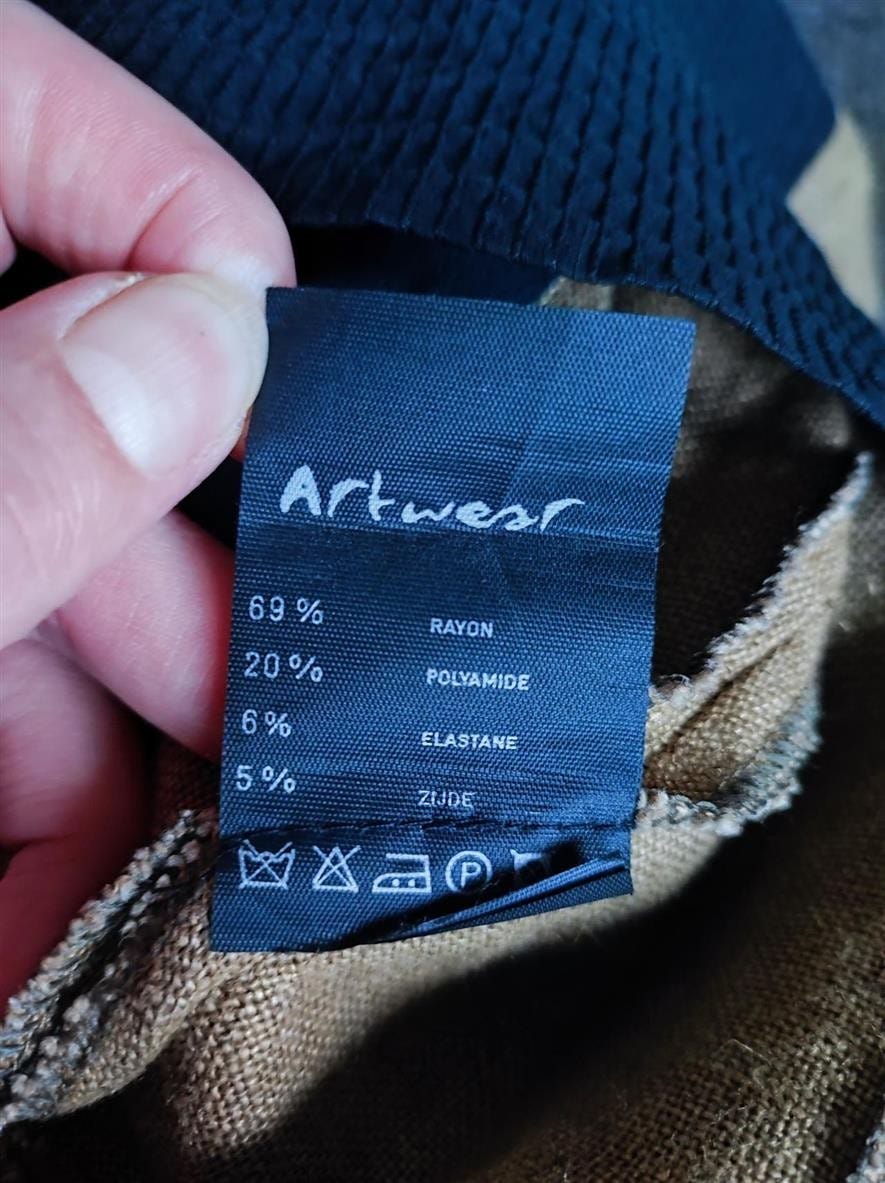 Artwear
69 % RAYON
20 % POLYAMIDE
6 % ELASTANE
5 % ZIJDE
P